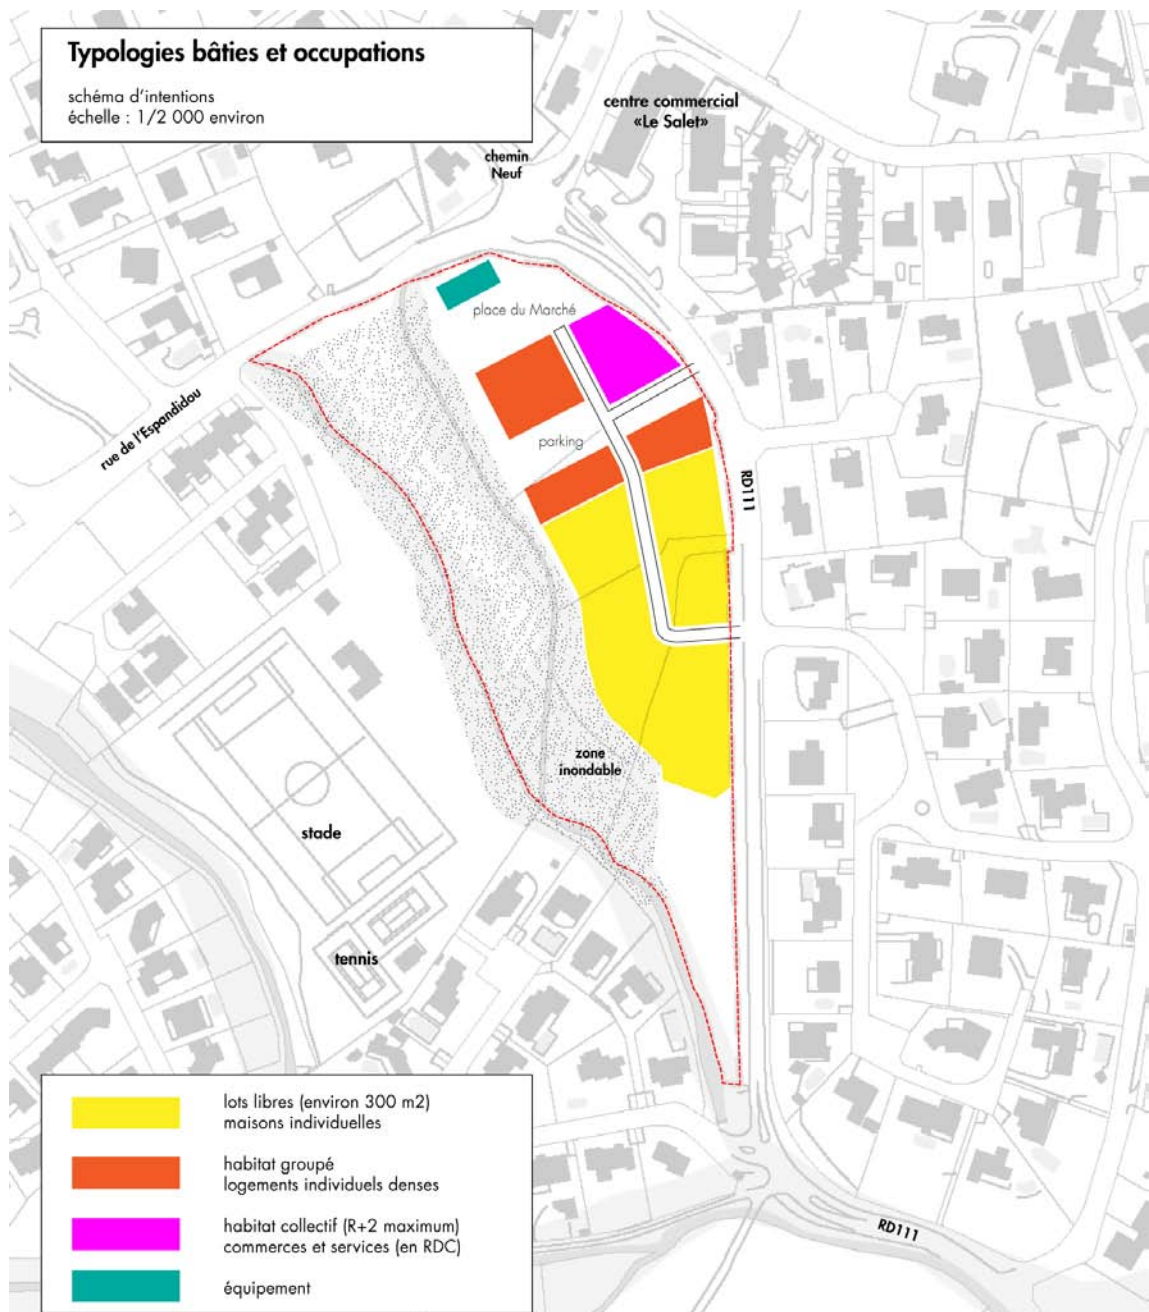 Typologies bâties et occupations
schéma d'intentions
échelle : 1/2 000 environ
centre commercial
«Le Salet»
chemin
Neuf
place du Marché
rue de l'Espandidou
parking
RD111
zone
inondable
stade
tennis
lots libres (environ 300 m2)
maisons individuelles
habitat groupé
logements individuels denses
habitat collectif (R+2 maximum)
commerces et services (en RDC)
équipement
RD111